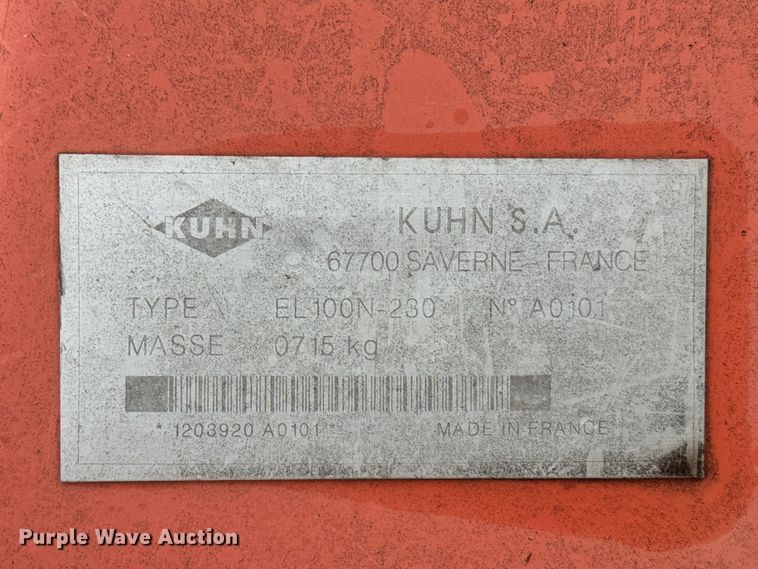 KUHN
KUHN S.A.
67700 SAVERNE - FRANCE
TYPE EL100N-230 N° A0101
MASSE 0715 kg
* 1203920 A0101 * MADE IN FRANCE
Purple Wave Auction